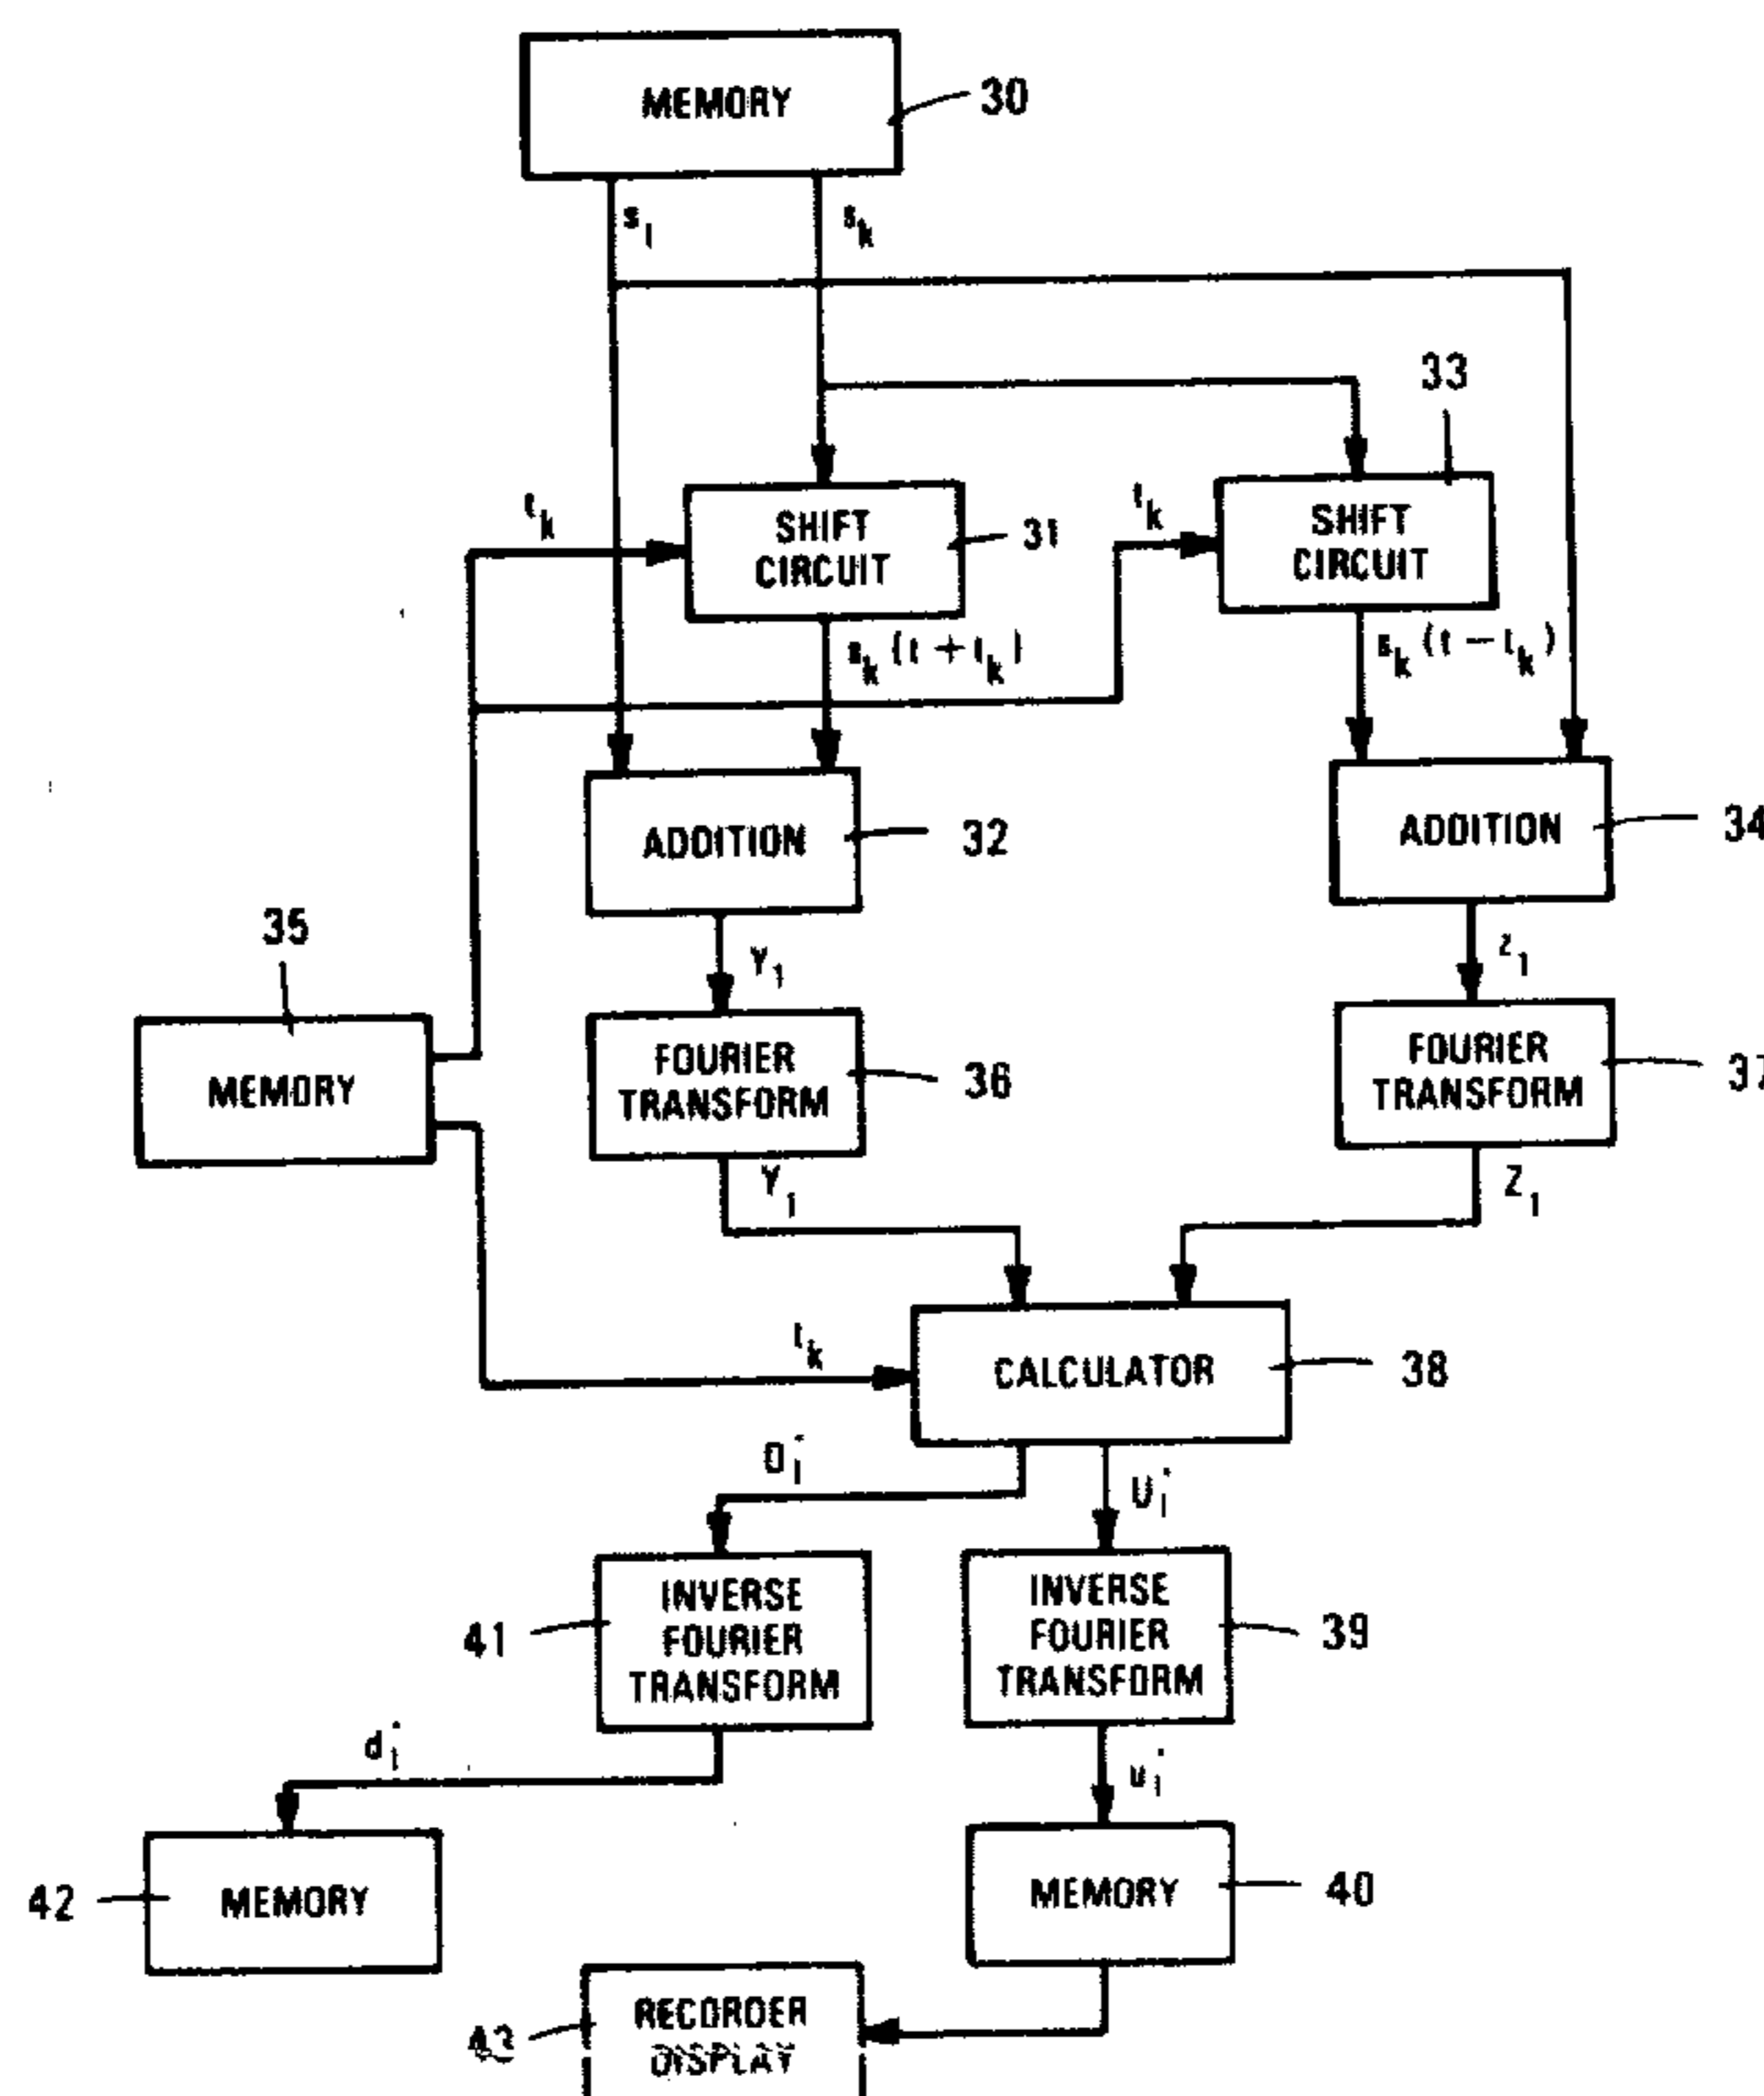 MEMORY
30
s_i
s_k
33
t_k
SHIFT
CIRCUIT
31
t_k
SHIFT
CIRCUIT
s_k (t + t_k)
s_k (t - t_k)
ADDITION
32
ADDITION
34
35
Y_1
z_1
MEMORY
FOURIER
TRANSFORM
36
FOURIER
TRANSFORM
37
Y_1
Z_1
t_k
CALCULATOR
38
D_i
U_i
41
INVERSE
FOURIER
TRANSFORM
INVERSE
FOURIER
TRANSFORM
39
d_i
u_i
42
MEMORY
MEMORY
40
43
RECORDER
DISPLAY